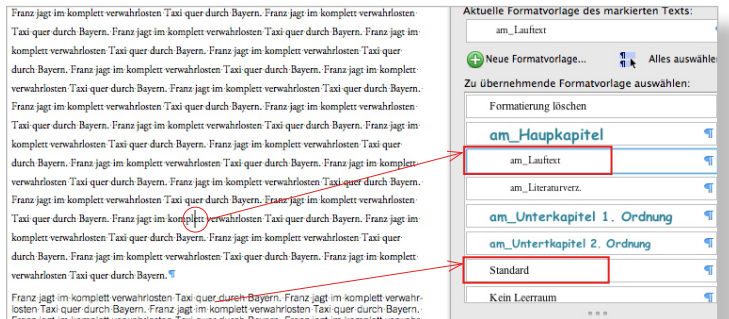 Franz jagt im komplett verwahrlosten Taxi quer durch Bayern. Franz jagt im komplett verwahrlosten
Taxi quer durch Bayern. Franz jagt im komplett verwahrlosten Taxi quer durch Bayern. Franz jagt im
komplett verwahrlosten Taxi quer durch Bayern. Franz jagt im komplett verwahrlosten Taxi quer
durch Bayern. Franz jagt im komplett verwahrlosten Taxi quer durch Bayern. Franz jagt im komplett
verwahrlosten Taxi quer durch Bayern. Franz jagt im komplett verwahrlosten Taxi quer durch Bayern.
Franz jagt im komplett verwahrlosten Taxi quer durch Bayern. Franz jagt im komplett verwahrlosten
Taxi quer durch Bayern. Franz jagt im komplett verwahrlosten Taxi quer durch Bayern. Franz jagt im
komplett verwahrlosten Taxi quer durch Bayern. Franz jagt im komplett verwahrlosten Taxi quer
durch Bayern. Franz jagt im komplett verwahrlosten Taxi quer durch Bayern. Franz jagt im komplett
verwahrlosten Taxi quer durch Bayern. Franz jagt im komplett verwahrlosten Taxi quer durch Bayern.
Franz jagt im komplett verwahrlosten Taxi quer durch Bayern. Franz jagt im komplett verwahrlosten
Taxi quer durch Bayern. Franz jagt im komplett verwahrlosten Taxi quer durch Bayern. Franz jagt im
komplett verwahrlosten Taxi quer durch Bayern. Franz jagt im komplett verwahrlosten Taxi quer
durch Bayern. Franz jagt im komplett verwahrlosten Taxi quer durch Bayern. Franz jagt im komplett
verwahrlosten Taxi quer durch Bayern. ¶
Franz jagt im komplett verwahrlosten Taxi quer durch Bayern. Franz jagt im komplett verwahr-
losten Taxi quer durch Bayern. Franz jagt im komplett verwahrlosten Taxi quer durch Bayern.
Aktuelle Formatvorlage des markierten Texts:
am_Lauftext
Neue Formatvorlage... Alles auswähle
Zu übernehmende Formatvorlage auswählen:
Formatierung löschen
am_Haupkapitel ¶
am_Lauftext ¶
am_Literaturverz. ¶
am_Unterkapitel 1. Ordnung ¶
am_Untertkapitel 2. Ordnung ¶
Standard ¶
Kein Leerraum ¶